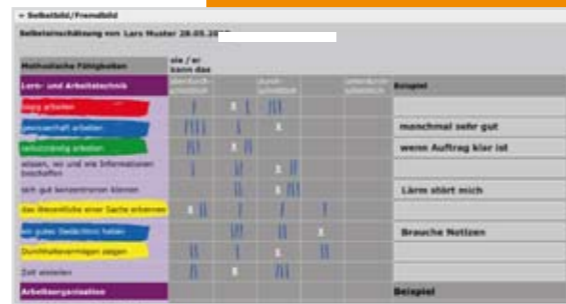 Selbstbild/Fremdbild
Selbsteinschätzung von Lars Muster 28.05.20
Methodische Fähigkeiten sie / er
kann das
Lern- und Arbeitstechnik Beispiel
zügig arbeiten
gewissenhaft arbeiten manchmal sehr gut
selbstständig arbeiten wenn Auftrag klar ist
wissen, wo und wie Informationen
beschaffen
sich gut konzentrieren können Lärm stört mich
das Wesentliche einer Sache erkennen
ein gutes Gedächtnis haben Brauche Notizen
Durchhaltevermögen zeigen
Zeit einteilen
Arbeitsorganisation Beispiel